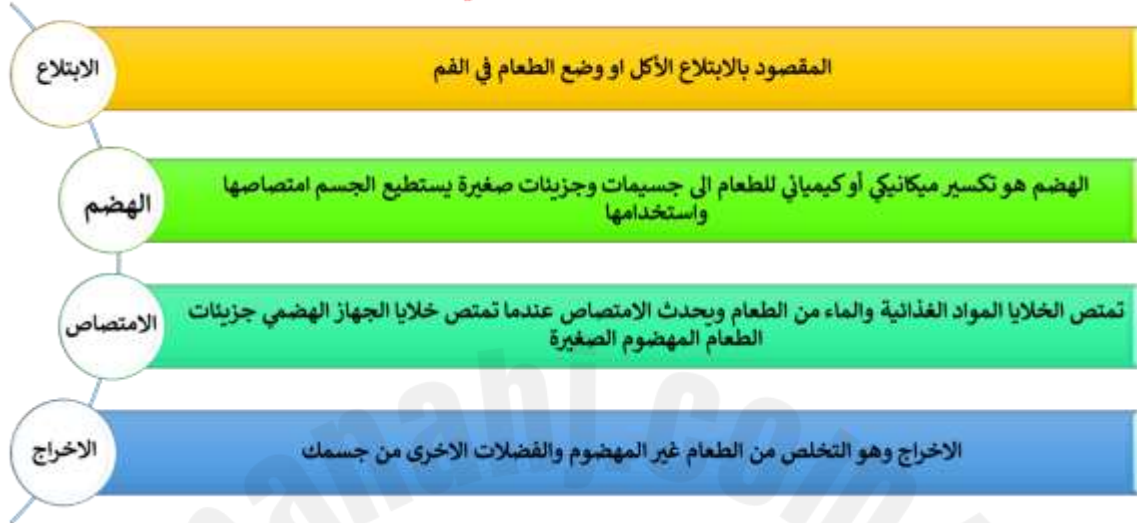 الابتلاع
المقصود بالابتلاع الأكل او وضع الطعام في الفم
الهضم
الهضم هو تكسير ميكانيكي أو كيميائي للطعام الى جسيمات وجزيئات صغيرة يستطيع الجسم امتصاصها
واستخدامها
الامتصاص
تمتص الخلايا المواد الغذائية والماء من الطعام ويحدث الامتصاص عندما تمتص خلايا الجهاز الهضمي جزيئات
الطعام المهضوم الصغيرة
الاخراج
الاخراج وهو التخلص من الطعام غير المهضوم والفضلات الاخرى من جسمك
anahj.com